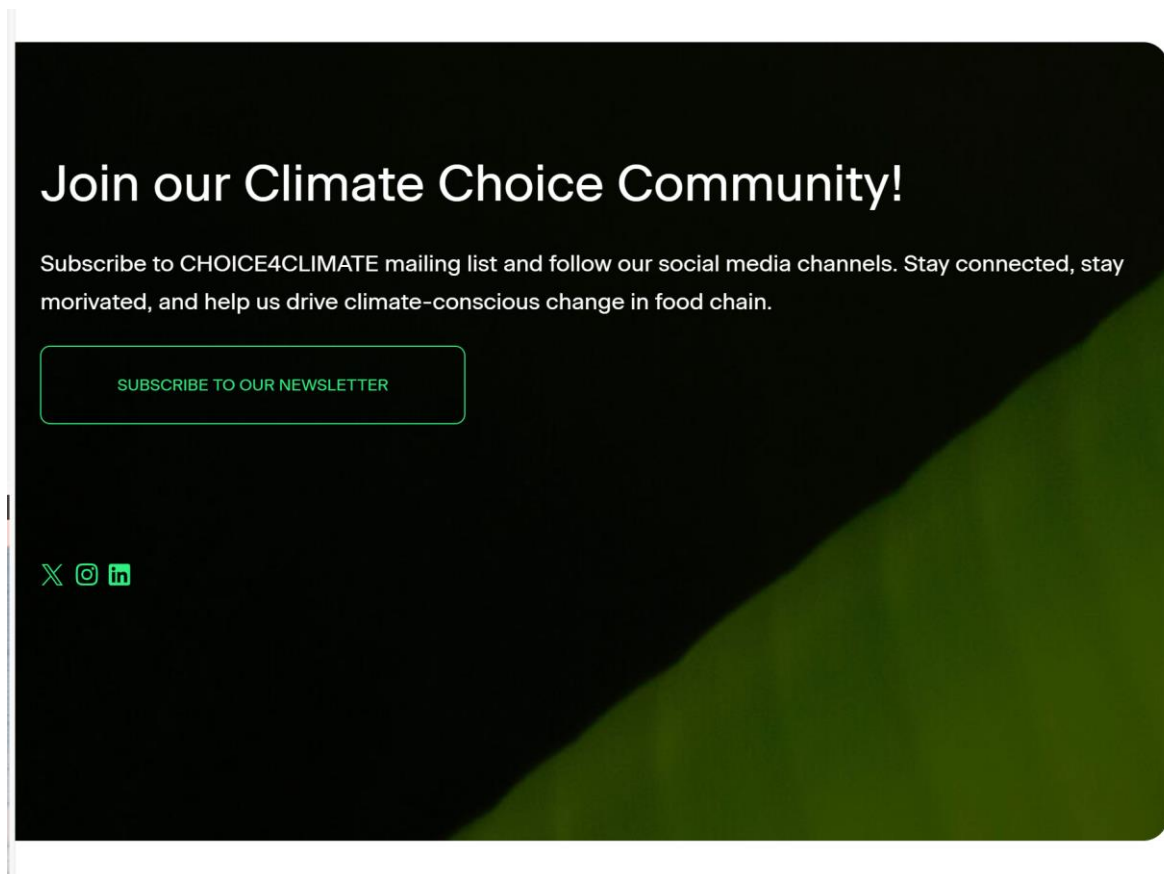 Join our Climate Choice Community!
Subscribe to CHOICE4CLIMATE mailing list and follow our social media channels. Stay connected, stay
morivated, and help us drive climate-conscious change in food chain.
SUBSCRIBE TO OUR NEWSLETTER